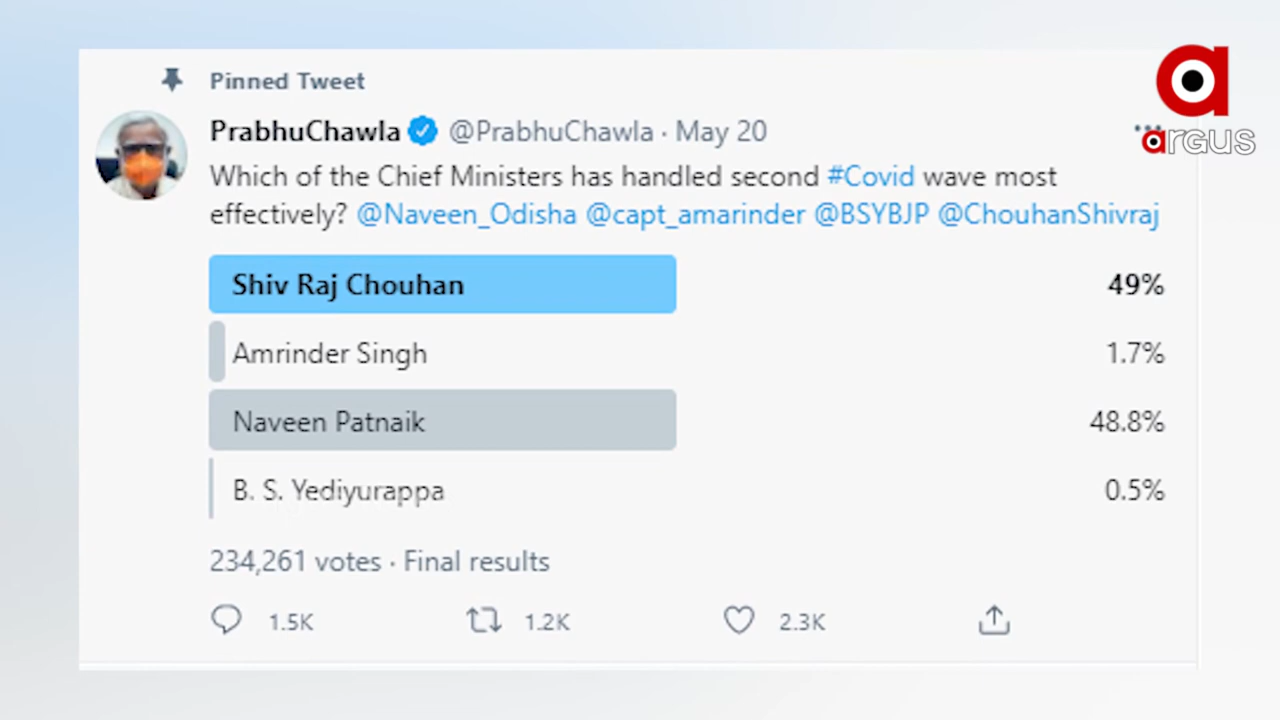 Pinned Tweet
PrabhuChawla @PrabhuChawla · May 20
Which of the Chief Ministers has handled second #Covid wave most
effectively? @Naveen_Odisha @capt_amarinder @BSYBJP @ChouhanShivraj
Shiv Raj Chouhan 49%
Amrinder Singh 1.7%
Naveen Patnaik 48.8%
B. S. Yediyurappa 0.5%
234,261 votes · Final results
1.5K 1.2K 2.3K
a
argus